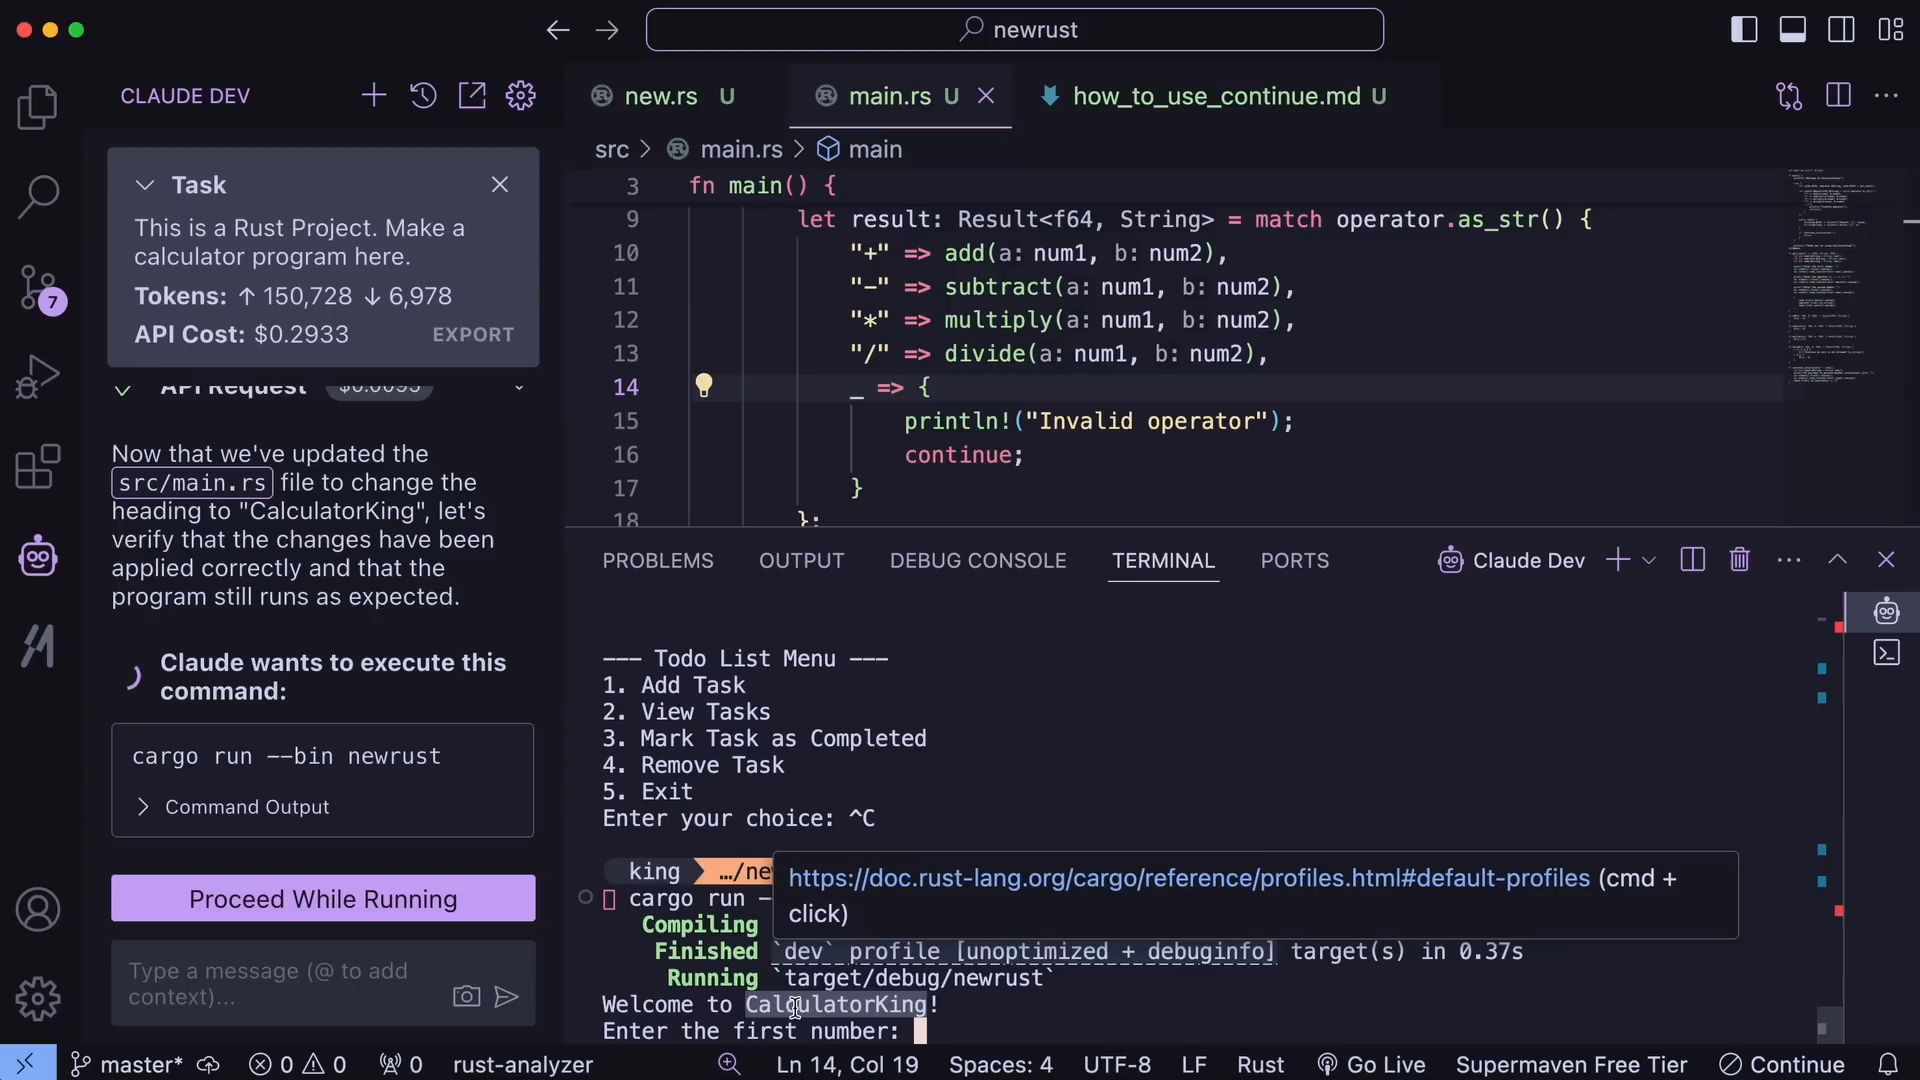 newrust
CLAUDE DEV
new.rs U
main.rs U
how_to_use_continue.md U
src > main.rs > main
Task
This is a Rust Project. Make a
calculator program here.
Tokens: ↑ 150,728 ↓ 6,978
API Cost: $0.2933 EXPORT
API Request $0.0095
Now that we've updated the
src/main.rs file to change the
heading to "CalculatorKing", let's
verify that the changes have been
applied correctly and that the
program still runs as expected.
Claude wants to execute this
command:
cargo run --bin newrust
Command Output
Proceed While Running
Type a message (@ to add
context)...
7
3 fn main() {
9 let result: Result<f64, String> = match operator.as_str() {
10 "+" => add(a: num1, b: num2),
11 "-" => subtract(a: num1, b: num2),
12 "*" => multiply(a: num1, b: num2),
13 "/" => divide(a: num1, b: num2),
14 _ => {
15 println!("Invalid operator");
16 continue;
17 }
18 };
PROBLEMS OUTPUT DEBUG CONSOLE TERMINAL PORTS Claude Dev
--- Todo List Menu ---
1. Add Task
2. View Tasks
3. Mark Task as Completed
4. Remove Task
5. Exit
Enter your choice: ^C
king …/ne
https://doc.rust-lang.org/cargo/reference/profiles.html#default-profiles (cmd +
click)
cargo run -
Compiling
Finished `dev` profile [unoptimized + debuginfo] target(s) in 0.37s
Running `target/debug/newrust`
Welcome to CalculatorKing!
Enter the first number:
master* 0 0 0 rust-analyzer Ln 14, Col 19 Spaces: 4 UTF-8 LF Rust Go Live Supermaven Free Tier Continue